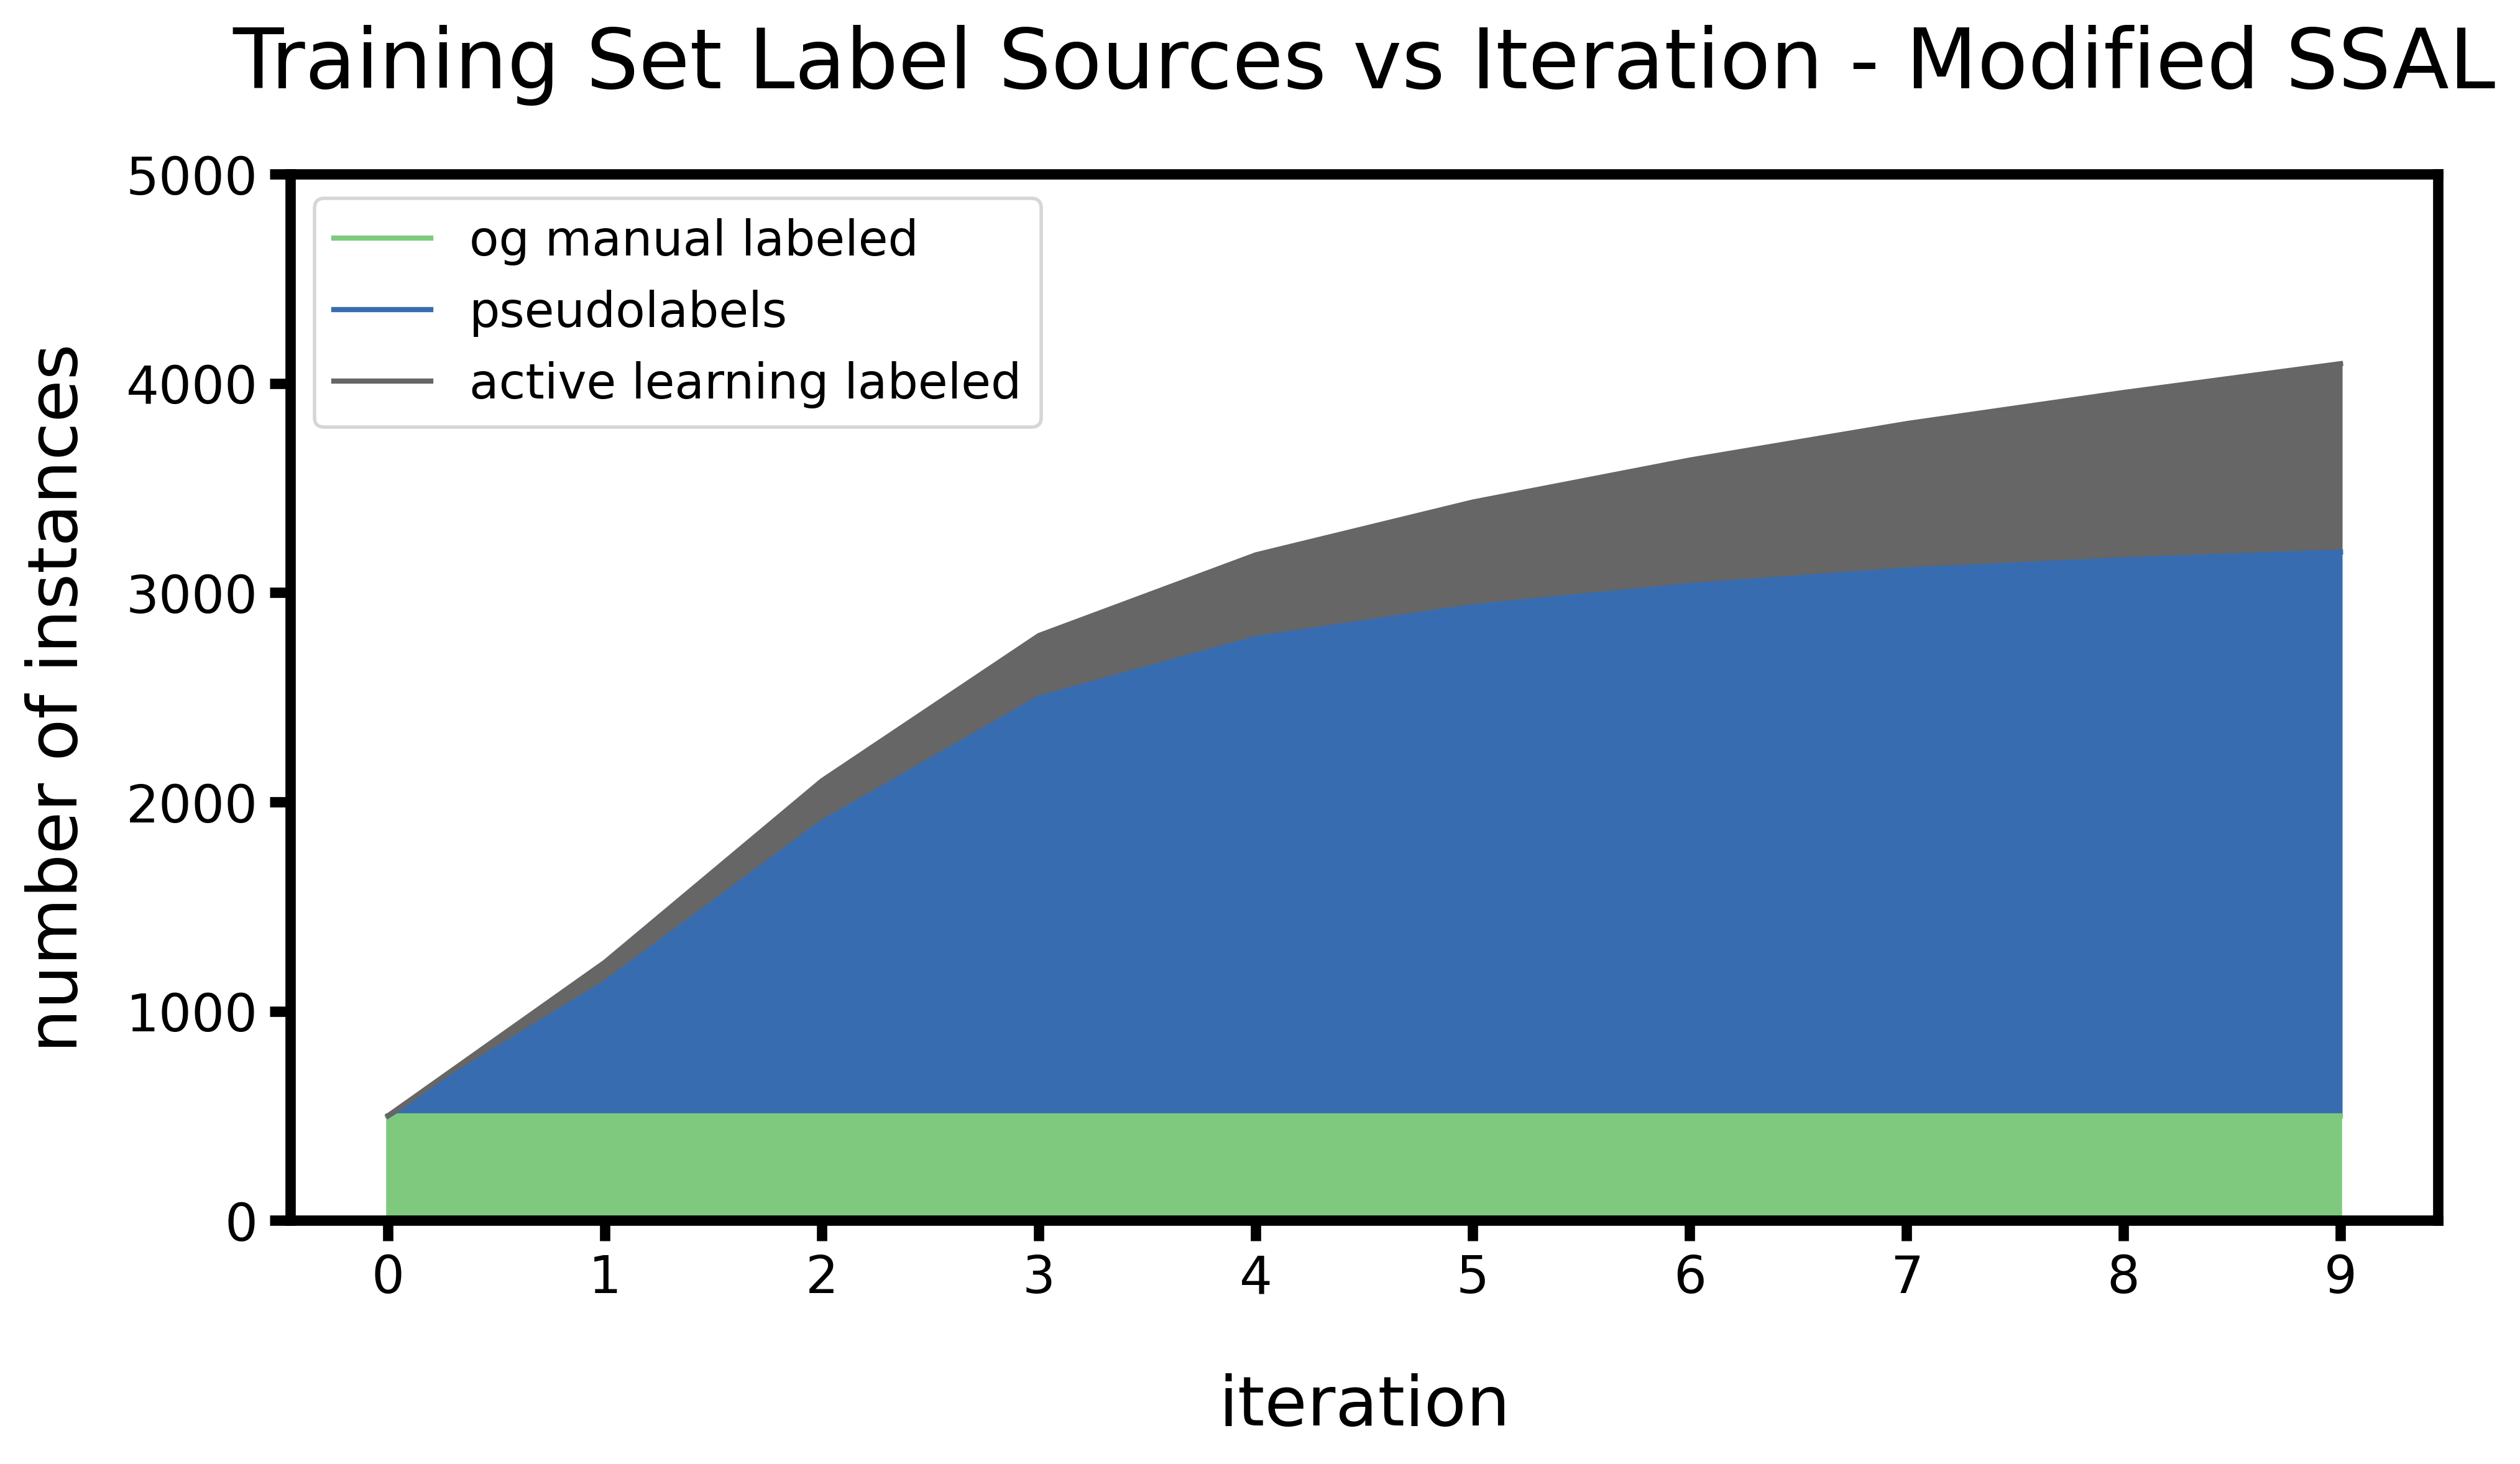 Training Set Label Sources vs Iteration - Modified SSAL
number of instances
5000
4000
3000
2000
1000
0
og manual labeled
pseudolabels
active learning labeled
0 1 2 3 4 5 6 7 8 9
iteration